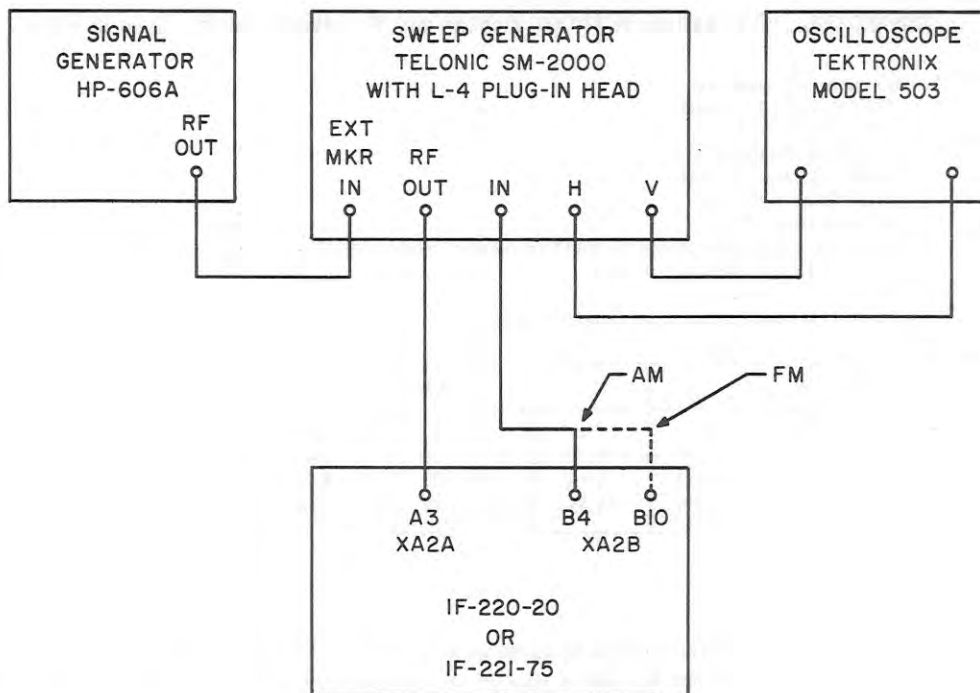 SIGNAL
GENERATOR
HP-606A
RF
OUT
SWEEP GENERATOR
TELONIC SM-2000
WITH L-4 PLUG-IN HEAD
EXT
MKR RF
IN OUT IN H V
OSCILLOSCOPE
TEKTRONIX
MODEL 503
AM FM
A3 B4 B10
XA2A XA2B
IF-220-20
OR
IF-221-75